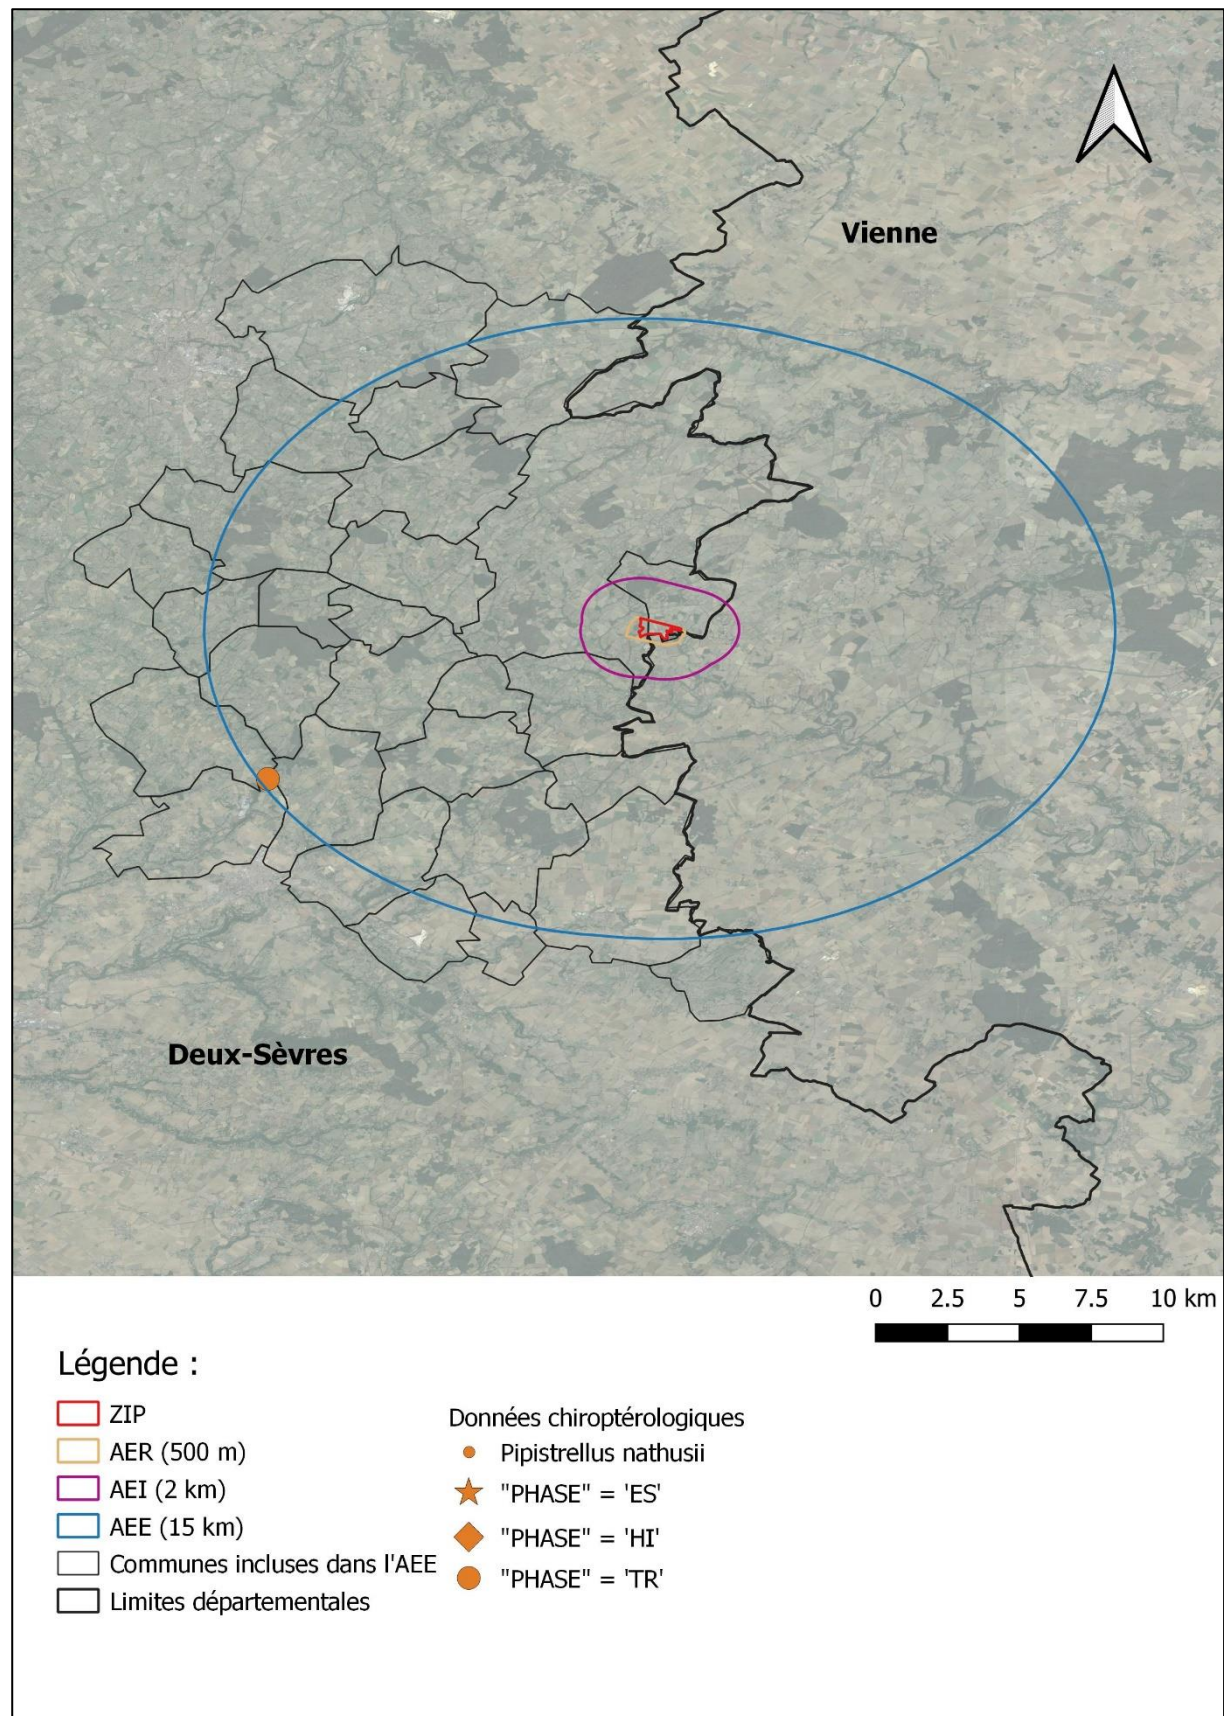 Vienne
Deux-Sèvres
0 2.5 5 7.5 10 km
Légende :
ZIP
AER (500 m)
AEI (2 km)
AEE (15 km)
Communes incluses dans l'AEE
Limites départementales
Données chiroptérologiques
Pipistrellus nathusii
"PHASE" = 'ES'
"PHASE" = 'HI'
"PHASE" = 'TR'